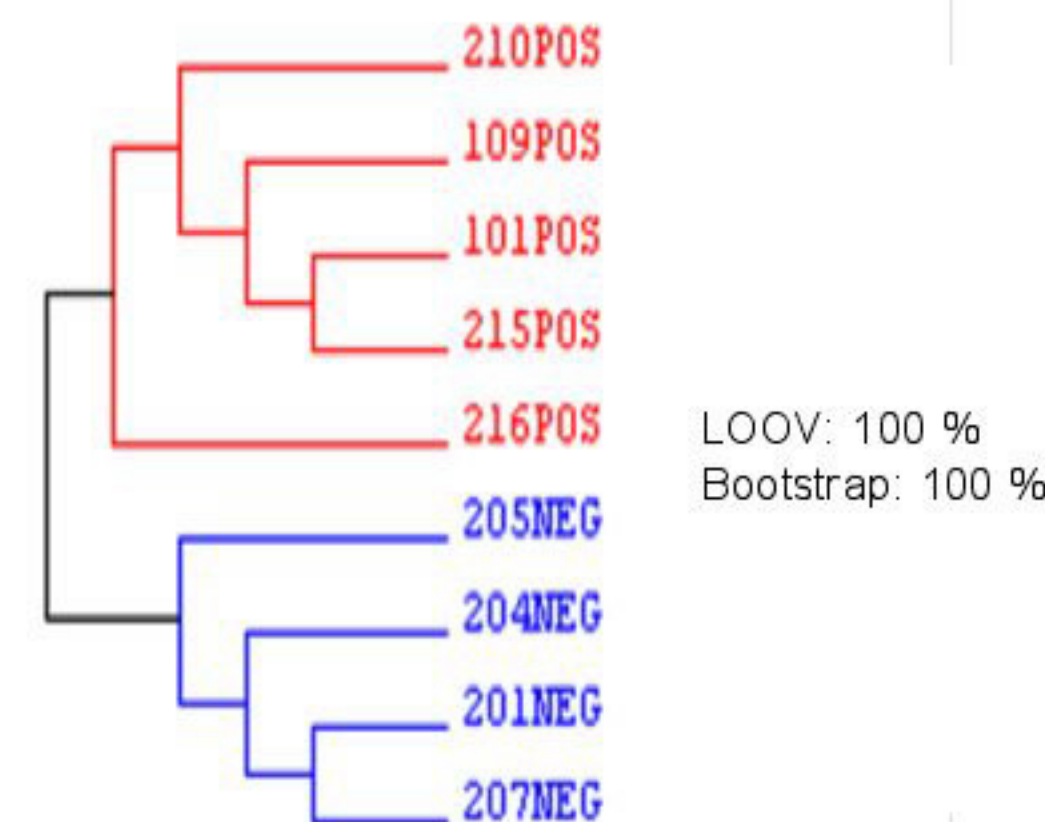 210POS
109POS
101POS
215POS
216POS
LOOV: 100 %
Bootstrap: 100 %
205NEG
204NEG
201NEG
207NEG